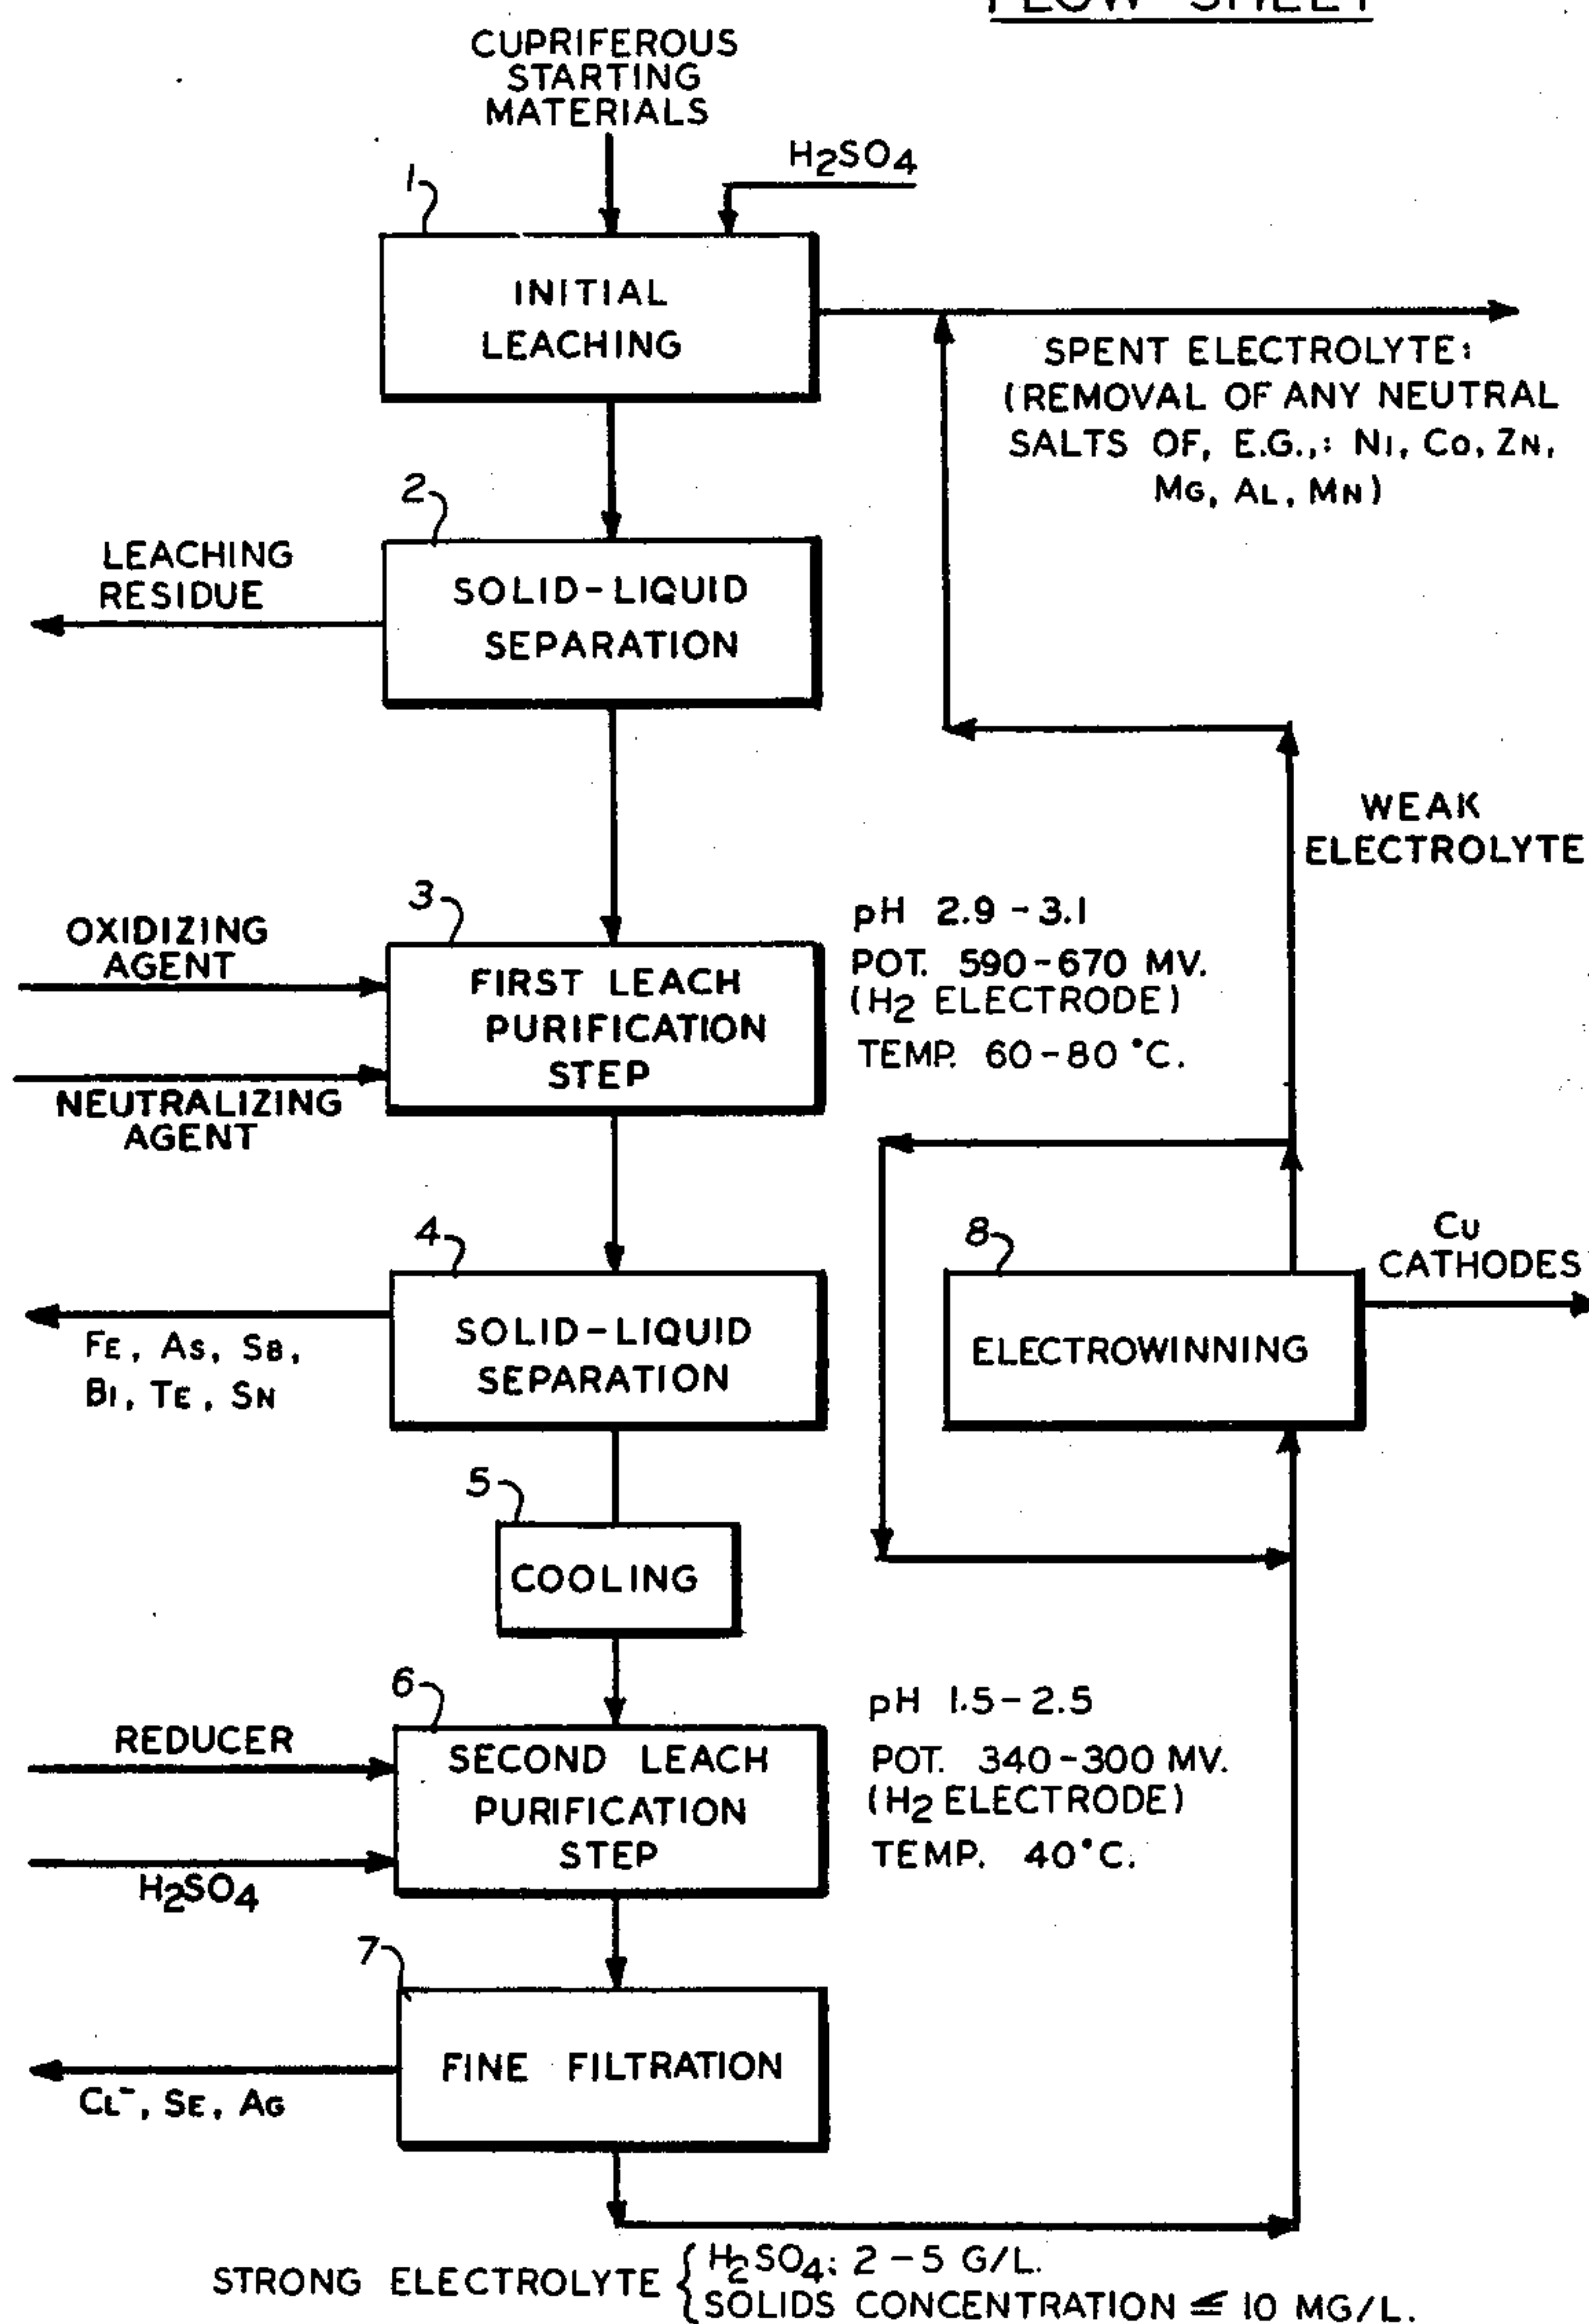 FLOW SHEET
CUPRIFEROUS
STARTING
MATERIALS
H2SO4
1
INITIAL
LEACHING
SPENT ELECTROLYTE:
(REMOVAL OF ANY NEUTRAL
SALTS OF, E.G.,: NI, CO, ZN,
MG, AL, MN)
2
LEACHING
RESIDUE
SOLID-LIQUID
SEPARATION
WEAK
ELECTROLYTE
3
OXIDIZING
AGENT
NEUTRALIZING
AGENT
FIRST LEACH
PURIFICATION
STEP
pH 2.9-3.1
POT. 590-670 MV.
(H2 ELECTRODE)
TEMP. 60-80 °C.
4
FE, AS, SB,
BI, TE, SN
SOLID-LIQUID
SEPARATION
8
ELECTROWINNING
Cu
CATHODES
5
COOLING
6
REDUCER
H2SO4
SECOND LEACH
PURIFICATION
STEP
pH 1.5-2.5
POT. 340-300 MV.
(H2 ELECTRODE)
TEMP. 40°C.
7
FINE FILTRATION
CL-, SE, AG
STRONG ELECTROLYTE { H2SO4: 2-5 G/L.
SOLIDS CONCENTRATION ≦ 10 MG/L.